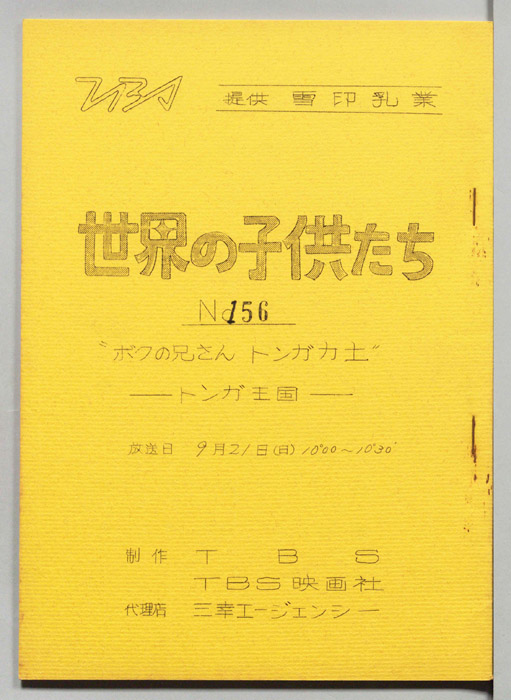 TBS
提供 雪印乳業
世界の子供たち
No 156
"ボクの兄さん トンガ力士"
— トンガ王国 —
放送日 9月21日(日) 10°00～10°30'
制作 TBS
TBS映画社
代理店 三幸エージェンシー